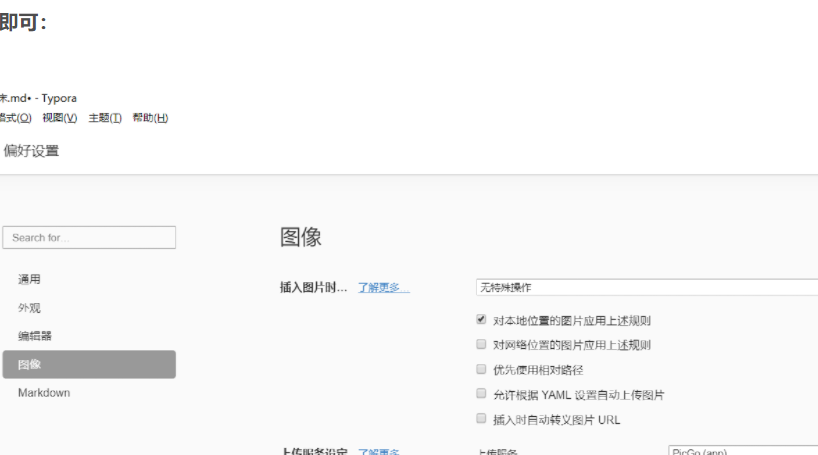 即可：
末.md• - Typora
格式(O) 视图(V) 主题(T) 帮助(H)
偏好设置
Search for...
图像
插入图片时... 了解更多 无特殊操作
通用
对本地位置的图片应用上述规则
外观
对网络位置的图片应用上述规则
编辑器
图像
优先使用相对路径
Markdown
允许根据 YAML 设置自动上传图片
插入时自动转义图片 URL
上传服务设定 了解更多 上传服务 PicGo (app)